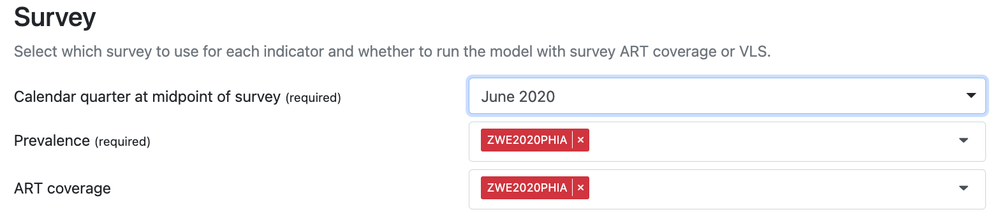 Survey
Select which survey to use for each indicator and whether to run the model with survey ART coverage or VLS.
Calendar quarter at midpoint of survey (required) June 2020
Prevalence (required) ZWE2020PHIA ×
ART coverage ZWE2020PHIA ×